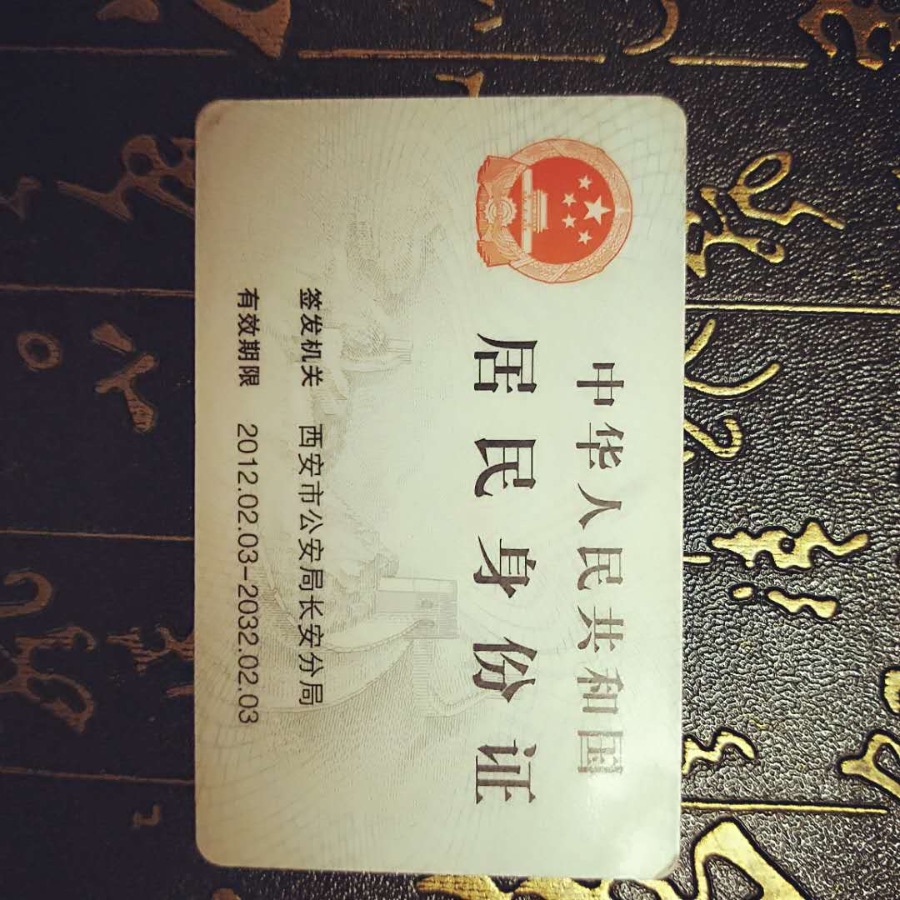 中华人民共和国
居民身份证
签发机关 西安市公安局长安分局
有效期限 2012.02.03-2032.02.03